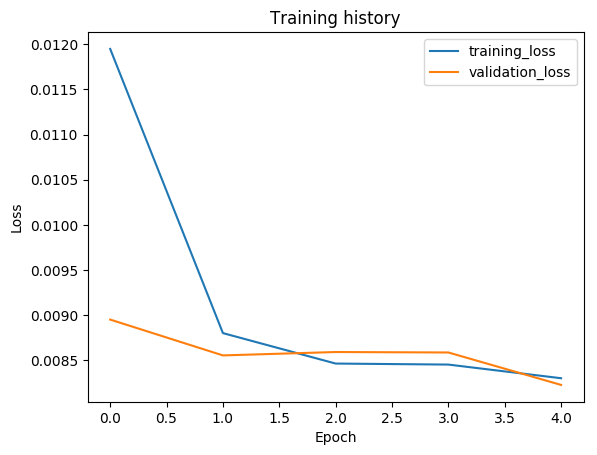 Training history
training_loss
validation_loss
Loss
0.0120
0.0115
0.0110
0.0105
0.0100
0.0095
0.0090
0.0085
0.0 0.5 1.0 1.5 2.0 2.5 3.0 3.5 4.0
Epoch